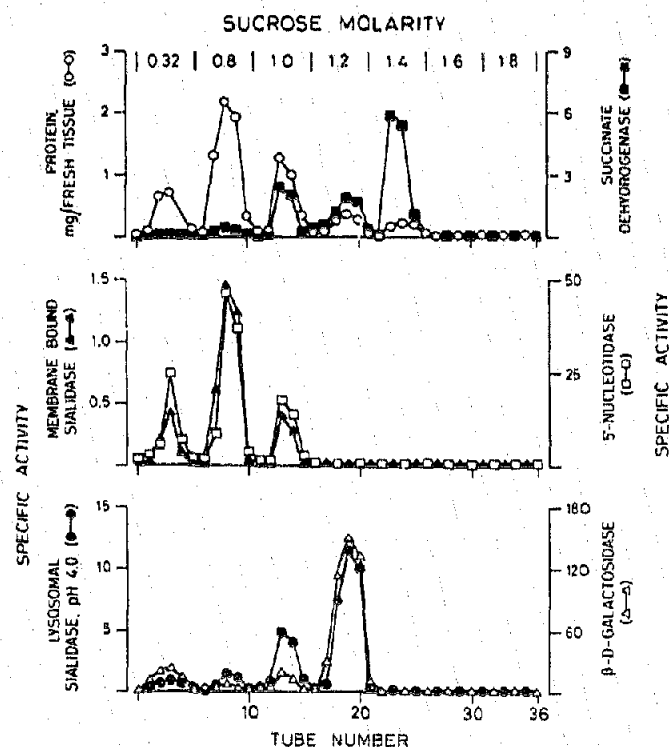 SUCROSE MOLARITY
| 0.32 | 0.8 | 1.0 | 1.2 | 1.4 | 1.6 | 1.8 |
PROTEIN,
mg/FRESH TISSUE (○-○)
3
2
1
0
9
6
3
0
SUCCINATE
DEHYDROGENASE (■-■)
MEMBRANE BOUND
SIALIDASE (▲-▲)
1.5
1.0
0.5
50
25
5'-NUCLEOTIDASE
(□-□)
SPECIFIC ACTIVITY
SPECIFIC ACTIVITY
LYSOSOMAL
SIALIDASE, pH 4.0 (●-●)
15
10
5
180
120
60
β-D-GALACTOSIDASE
(△-△)
10 20 30 36
TUBE NUMBER